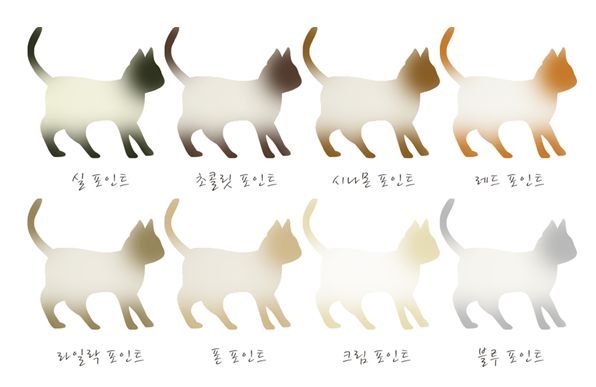 실 포인트
초콜릿 포인트
시나몬 포인트
레드 포인트
라일락 포인트
폰 포인트
크림 포인트
블루 포인트